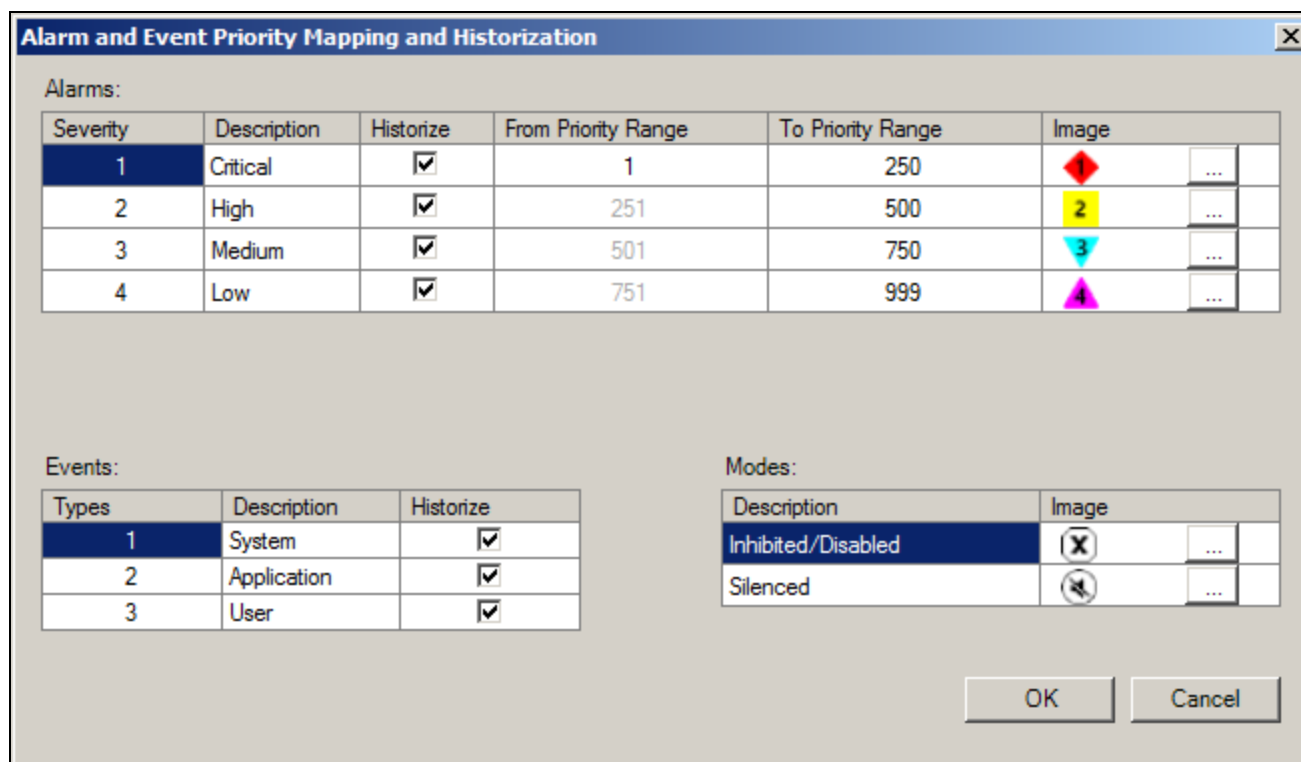 Alarm and Event Priority Mapping and Historization
Alarms:
Severity Description Historize From Priority Range To Priority Range Image
1 Critical 1 250 1 ...
2 High 251 500 2 ...
3 Medium 501 750 3 ...
4 Low 751 999 4 ...
Events: Modes:
Types Description Historize Description Image
1 System Inhibited/Disabled X ...
2 Application Silenced ...
3 User
OK Cancel